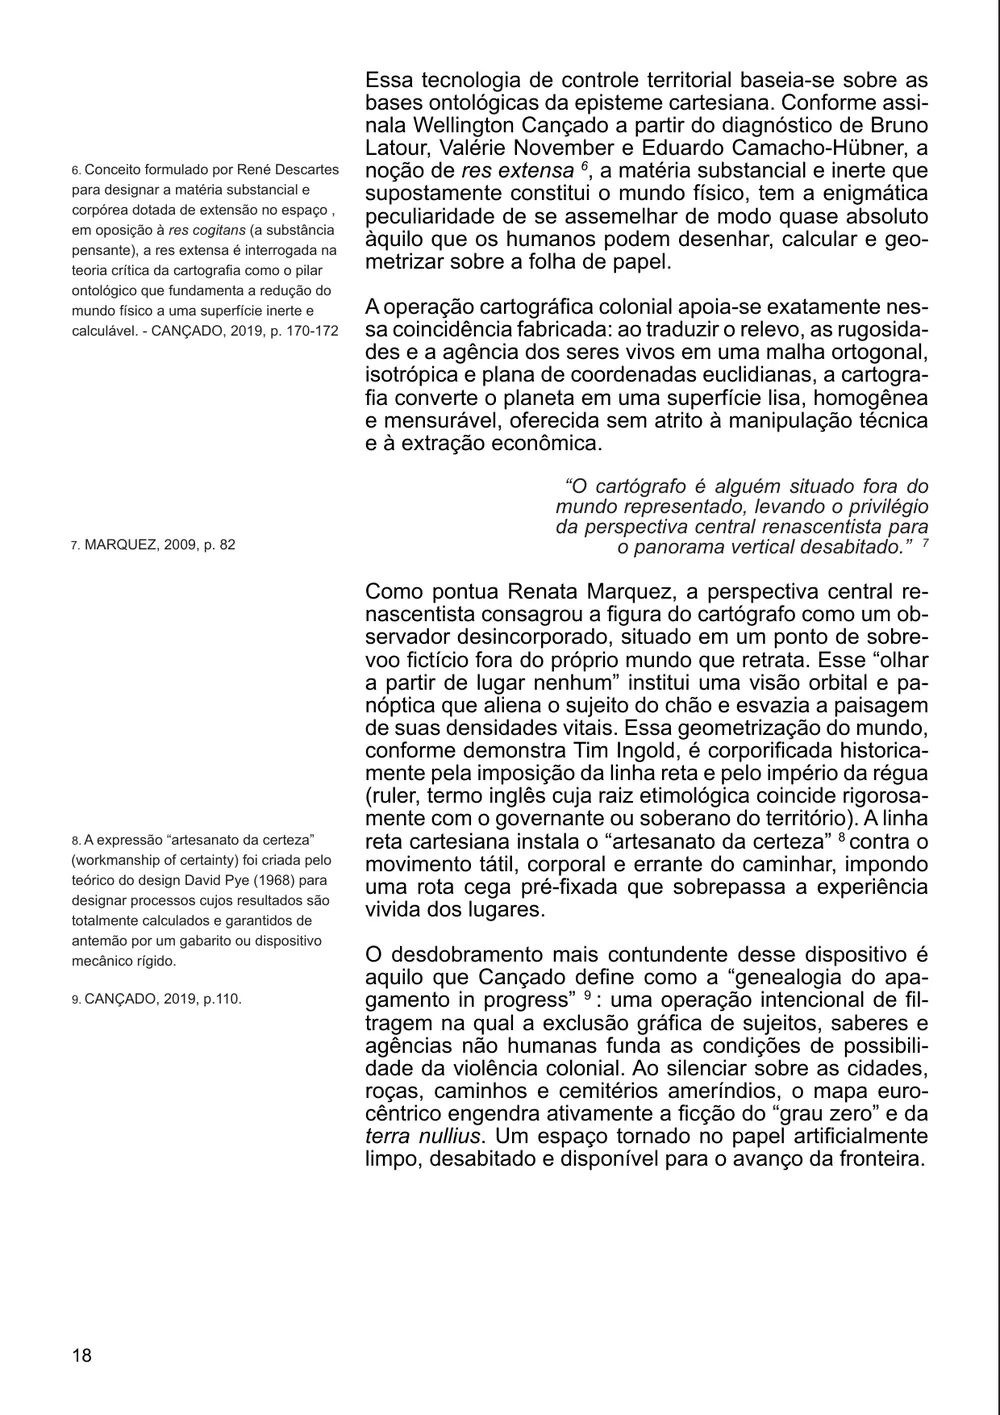 Essa tecnologia de controle territorial baseia-se sobre as
bases ontológicas da episteme cartesiana. Conforme assi-
nala Wellington Cançado a partir do diagnóstico de Bruno
Latour, Valérie November e Eduardo Camacho-Hübner, a
noção de res extensa 6, a matéria substancial e inerte que
supostamente constitui o mundo físico, tem a enigmática
peculiaridade de se assemelhar de modo quase absoluto
àquilo que os humanos podem desenhar, calcular e geo-
metrizar sobre a folha de papel.
6. Conceito formulado por René Descartes
para designar a matéria substancial e
corpórea dotada de extensão no espaço ,
em oposição à res cogitans (a substância
pensante), a res extensa é interrogada na
teoria crítica da cartografia como o pilar
ontológico que fundamenta a redução do
mundo físico a uma superfície inerte e
calculável. - CANÇADO, 2019, p. 170-172
A operação cartográfica colonial apoia-se exatamente nes-
sa coincidência fabricada: ao traduzir o relevo, as rugosida-
des e a agência dos seres vivos em uma malha ortogonal,
isotrópica e plana de coordenadas euclidianas, a cartogra-
fia converte o planeta em uma superfície lisa, homogênea
e mensurável, oferecida sem atrito à manipulação técnica
e à extração econômica.
“O cartógrafo é alguém situado fora do
mundo representado, levando o privilégio
da perspectiva central renascentista para
o panorama vertical desabitado.” 7
7. MARQUEZ, 2009, p. 82
Como pontua Renata Marquez, a perspectiva central re-
nascentista consagrou a figura do cartógrafo como um ob-
servador desincorporado, situado em um ponto de sobre-
voo fictício fora do próprio mundo que retrata. Esse “olhar
a partir de lugar nenhum” institui uma visão orbital e pa-
nóptica que aliena o sujeito do chão e esvazia a paisagem
de suas densidades vitais. Essa geometrização do mundo,
conforme demonstra Tim Ingold, é corporificada historica-
mente pela imposição da linha reta e pelo império da régua
(ruler, termo inglês cuja raiz etimológica coincide rigorosa-
mente com o governante ou soberano do território). A linha
reta cartesiana instala o “artesanato da certeza” 8 contra o
movimento tátil, corporal e errante do caminhar, impondo
uma rota cega pré-fixada que sobrepassa a experiência
vivida dos lugares.
8. A expressão “artesanato da certeza”
(workmanship of certainty) foi criada pelo
teórico do design David Pye (1968) para
designar processos cujos resultados são
totalmente calculados e garantidos de
antemão por um gabarito ou dispositivo
mecânico rígido.
O desdobramento mais contundente desse dispositivo é
aquilo que Cançado define como a “genealogia do apa-
gamento in progress” 9 : uma operação intencional de fil-
tragem na qual a exclusão gráfica de sujeitos, saberes e
agências não humanas funda as condições de possibili-
dade da violência colonial. Ao silenciar sobre as cidades,
roças, caminhos e cemitérios ameríndios, o mapa euro-
cêntrico engendra ativamente a ficção do “grau zero” e da
terra nullius. Um espaço tornado no papel artificialmente
limpo, desabitado e disponível para o avanço da fronteira.
9. CANÇADO, 2019, p.110.
18